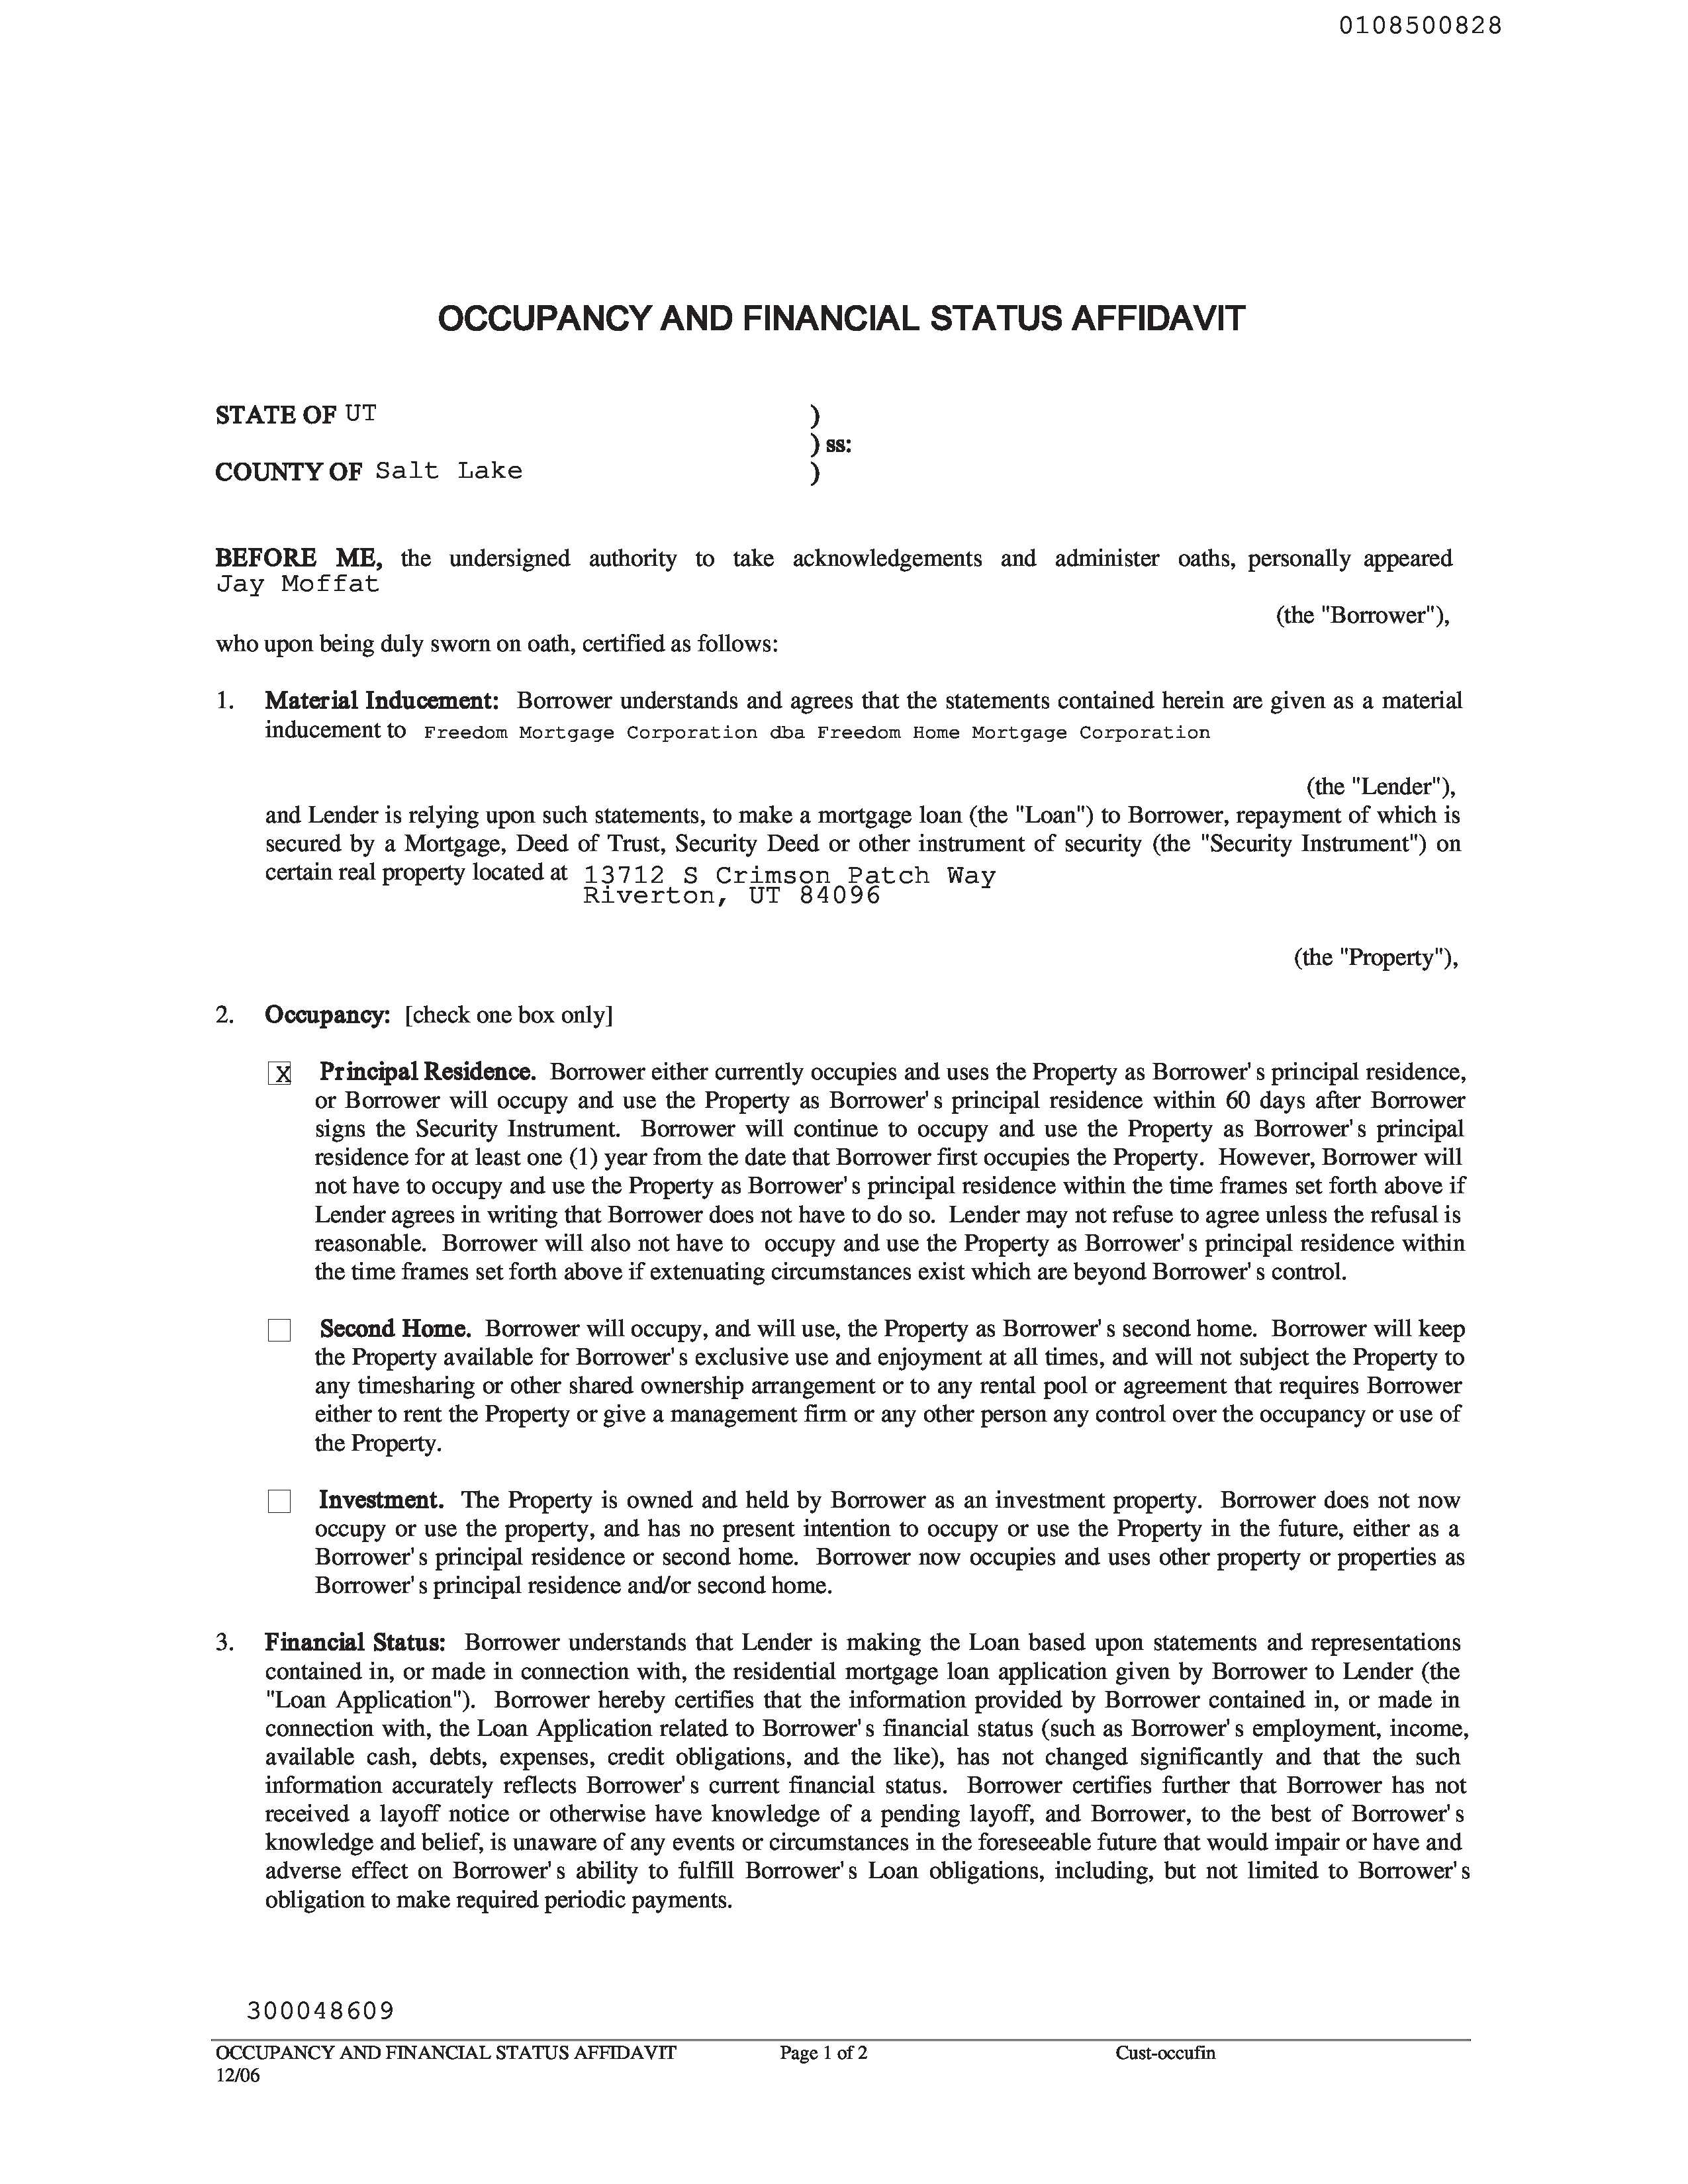 0108500828
OCCUPANCY AND FINANCIAL STATUS AFFIDAVIT
STATE OF UT )
) ss:
COUNTY OF Salt Lake )
BEFORE ME, the undersigned authority to take acknowledgements and administer oaths, personally appeared
Jay Moffat
(the "Borrower"),
who upon being duly sworn on oath, certified as follows:
1. Material Inducement: Borrower understands and agrees that the statements contained herein are given as a material
inducement to Freedom Mortgage Corporation dba Freedom Home Mortgage Corporation
(the "Lender"),
and Lender is relying upon such statements, to make a mortgage loan (the "Loan") to Borrower, repayment of which is
secured by a Mortgage, Deed of Trust, Security Deed or other instrument of security (the "Security Instrument") on
certain real property located at 13712 S Crimson Patch Way
Riverton, UT 84096
(the "Property"),
2. Occupancy: [check one box only]
X Principal Residence. Borrower either currently occupies and uses the Property as Borrower's principal residence,
or Borrower will occupy and use the Property as Borrower's principal residence within 60 days after Borrower
signs the Security Instrument. Borrower will continue to occupy and use the Property as Borrower's principal
residence for at least one (1) year from the date that Borrower first occupies the Property. However, Borrower will
not have to occupy and use the Property as Borrower's principal residence within the time frames set forth above if
Lender agrees in writing that Borrower does not have to do so. Lender may not refuse to agree unless the refusal is
reasonable. Borrower will also not have to occupy and use the Property as Borrower's principal residence within
the time frames set forth above if extenuating circumstances exist which are beyond Borrower's control.
Second Home. Borrower will occupy, and will use, the Property as Borrower's second home. Borrower will keep
the Property available for Borrower's exclusive use and enjoyment at all times, and will not subject the Property to
any timesharing or other shared ownership arrangement or to any rental pool or agreement that requires Borrower
either to rent the Property or give a management firm or any other person any control over the occupancy or use of
the Property.
Investment. The Property is owned and held by Borrower as an investment property. Borrower does not now
occupy or use the property, and has no present intention to occupy or use the Property in the future, either as a
Borrower's principal residence or second home. Borrower now occupies and uses other property or properties as
Borrower's principal residence and/or second home.
3. Financial Status: Borrower understands that Lender is making the Loan based upon statements and representations
contained in, or made in connection with, the residential mortgage loan application given by Borrower to Lender (the
"Loan Application"). Borrower hereby certifies that the information provided by Borrower contained in, or made in
connection with, the Loan Application related to Borrower's financial status (such as Borrower's employment, income,
available cash, debts, expenses, credit obligations, and the like), has not changed significantly and that the such
information accurately reflects Borrower's current financial status. Borrower certifies further that Borrower has not
received a layoff notice or otherwise have knowledge of a pending layoff, and Borrower, to the best of Borrower's
knowledge and belief, is unaware of any events or circumstances in the foreseeable future that would impair or have and
adverse effect on Borrower's ability to fulfill Borrower's Loan obligations, including, but not limited to Borrower's
obligation to make required periodic payments.
300048609
OCCUPANCY AND FINANCIAL STATUS AFFIDAVIT Page 1 of 2 Cust-occufin
12/06